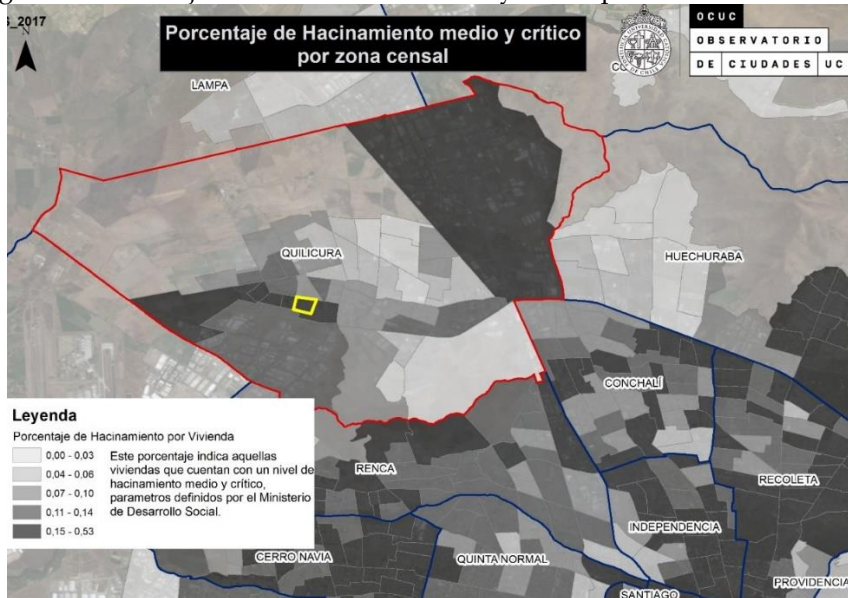 _2017
Porcentaje de Hacinamiento medio y crítico
por zona censal
OCUC
OBSERVATORIO
DE CIUDADES UC
LAMPA
QUILICURA
HUECHURABA
CONCHALÍ
RENCA
RECOLETA
INDEPENDENCIA
CERRO NAVIA
QUINTA NORMAL
PROVIDENCIA
SANTIAGO
Leyenda
Porcentaje de Hacinamiento por Vivienda
0,00 - 0,03
0,04 - 0,06
0,07 - 0,10
0,11 - 0,14
0,15 - 0,53
Este porcentaje indica aquellas
viviendas que cuentan con un nivel de
hacinamiento medio y crítico,
parametros definidos por el Ministerio
de Desarrollo Social.